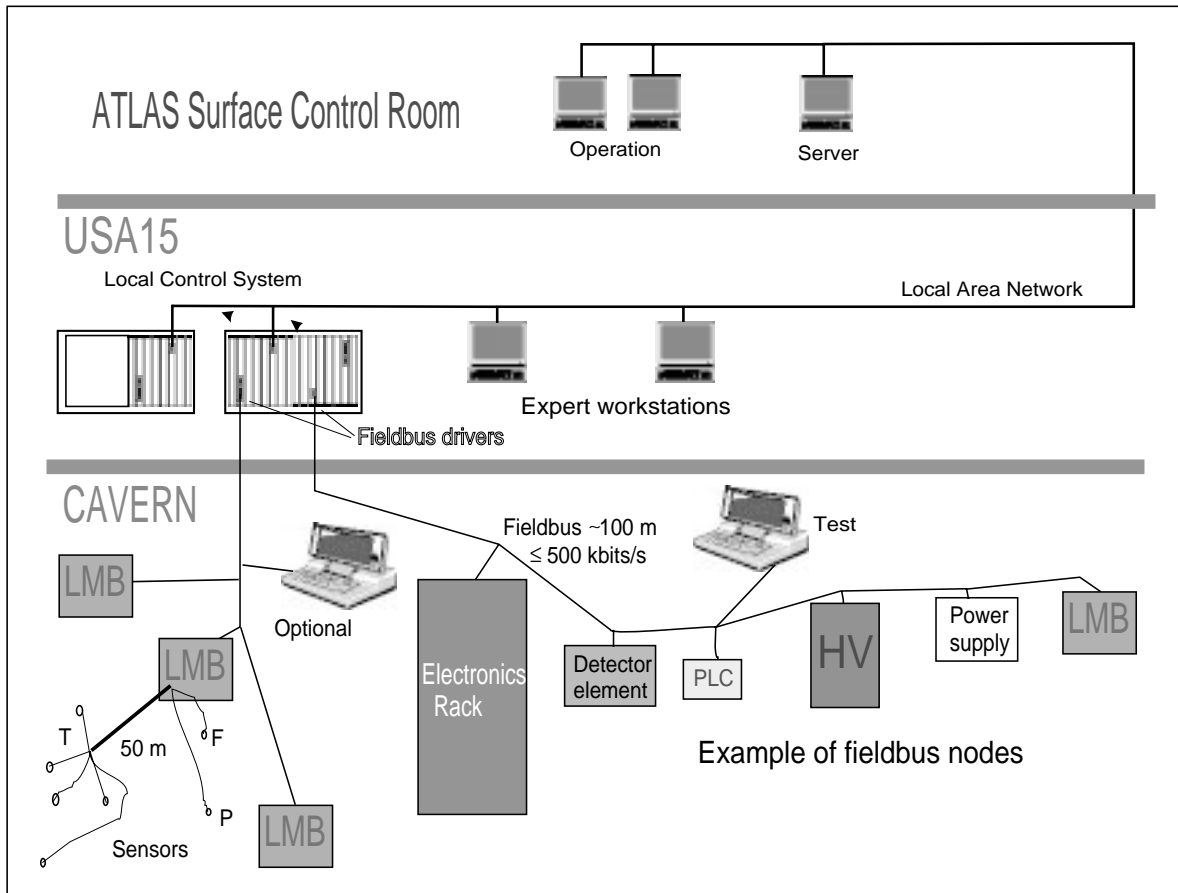 ATLAS Surface Control Room
Operation
Server
USA15
Local Control System
Local Area Network
Expert workstations
Fieldbus drivers
CAVERN
Fieldbus ~100 m
≤ 500 kbits/s
Test
LMB
Optional
LMB
T
50 m
F
P
Sensors
LMB
Electronics
Rack
Detector
element
PLC
HV
Power
supply
LMB
Example of fieldbus nodes